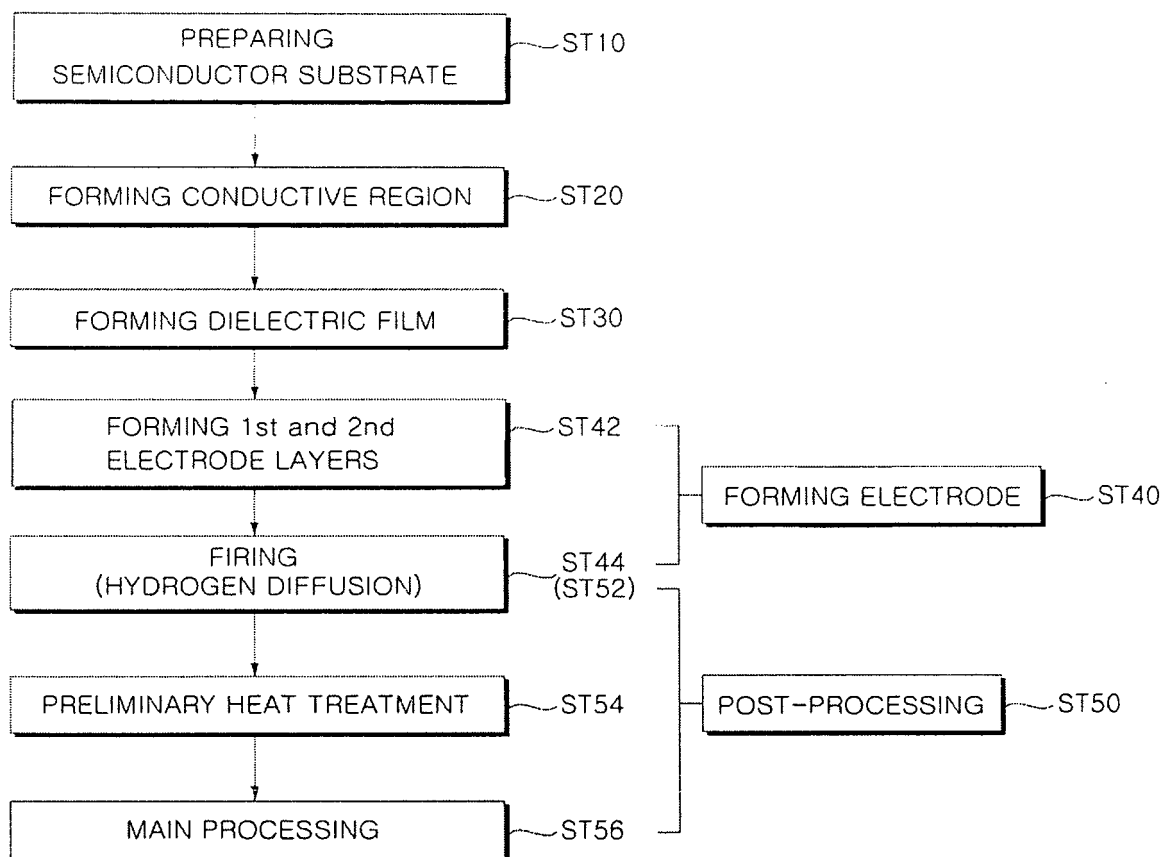 PREPARING
SEMICONDUCTOR SUBSTRATE
ST10
FORMING CONDUCTIVE REGION
ST20
FORMING DIELECTRIC FILM
ST30
FORMING 1st and 2nd
ELECTRODE LAYERS
ST42
FORMING ELECTRODE
ST40
FIRING
(HYDROGEN DIFFUSION)
ST44
(ST52)
PRELIMINARY HEAT TREATMENT
ST54
POST-PROCESSING
ST50
MAIN PROCESSING
ST56